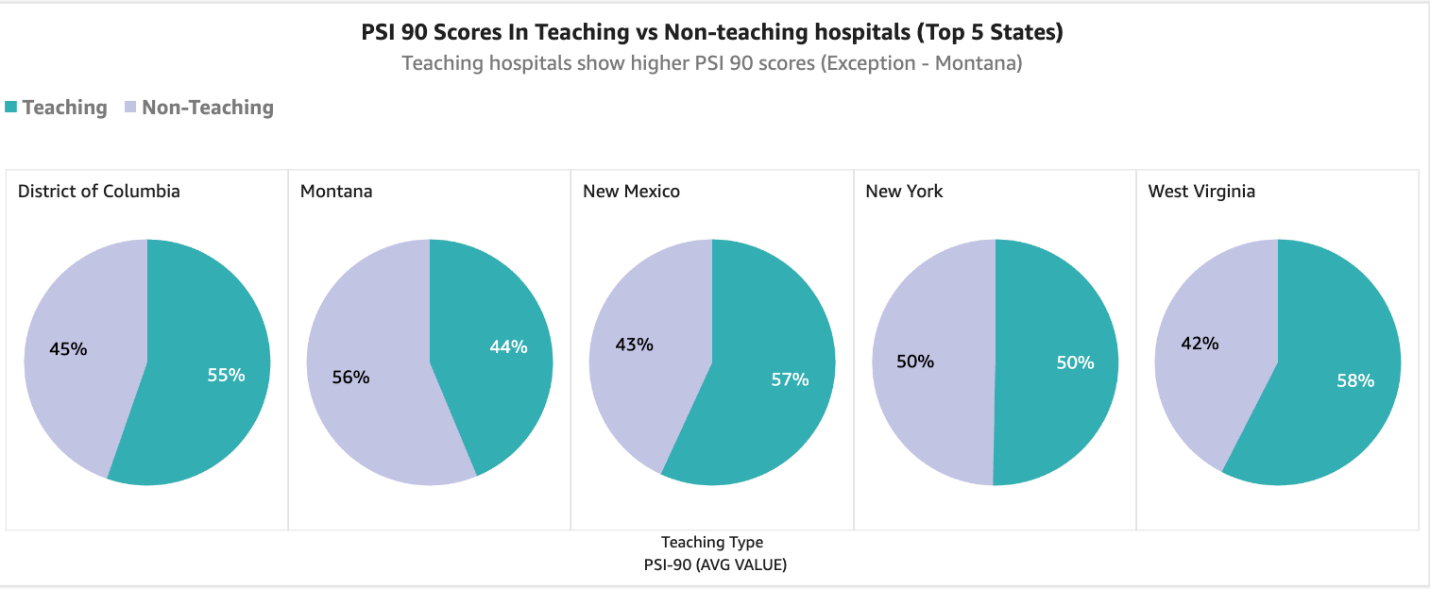 PSI 90 Scores In Teaching vs Non-teaching hospitals (Top 5 States)
Teaching hospitals show higher PSI 90 scores (Exception - Montana)
Teaching Non-Teaching
District of Columbia
45%
55%
Montana
44%
56%
New Mexico
43%
57%
New York
50%
50%
West Virginia
42%
58%
Teaching Type
PSI-90 (AVG VALUE)